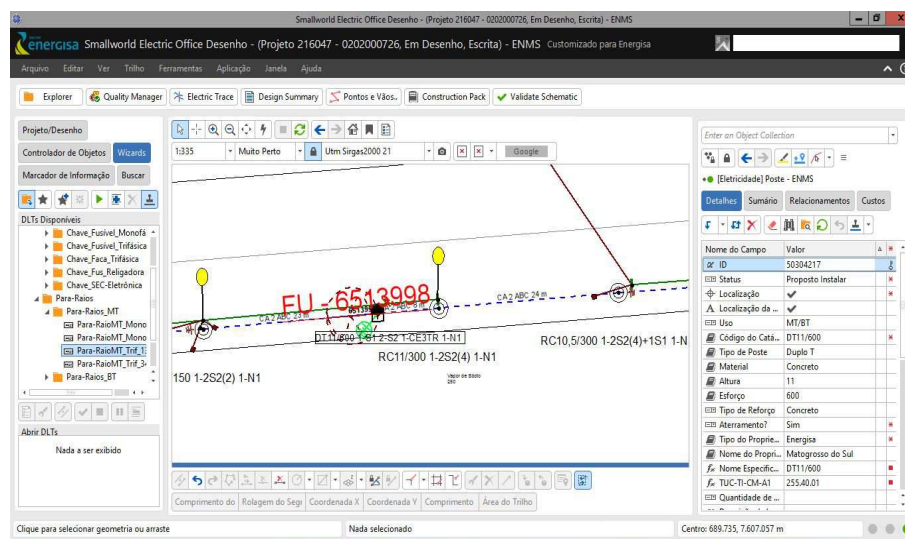 Smallworld Electric Office Desenho - (Projeto 216047 - 0202000726, Em Desenho, Escrita) - ENMS
energisa Smallworld Electric Office Desenho - (Projeto 216047 - 0202000726, Em Desenho, Escrita) - ENMS Customizado para Energisa
Arquivo Editar Ver Trilho Ferramentas Aplicação Janela Ajuda
Explorer Quality Manager Electric Trace Design Summary Pontos e Vãos.. Construction Pack Validate Schematic
Projeto/Desenho
Controlador de Objetos Wizards
Marcador de Informação Buscar
DLTs Disponíveis
Chave_Fusível_Monofá
Chave_Fusível_Trifásica
Chave_Faca_Trifásica
Chave_Fus_Religadora
Chave_SEC-Eletrônica
Para-Raios
Para-Raios_MT
Para-RaioMT_Mono
Para-RaioMT_Mono
Para-RaioMT_Trif_1
Para-RaioMT_Trif_3
Para-Raios_BT
Abrir DLTs
Nada a ser exibido
1:335 Muito Perto Utm Sirgas2000 21 Google
FU - 6513998
CA 2 ABC 23 m
CA 2 ABC 24 m
DT11/600 1-S1 2-S2 1-CE3TR 1-N1
RC10,5/300 1-2S2(4)+1S1 1-N
RC11/300 1-2S2(4) 1-N1
150 1-2S2(2) 1-N1
Vapor de Sódio
250
Comprimento do Rolagem do Segi Coordenada X Coordenada Y Comprimento Área do Trilho
Enter an Object Collection
[Eletricidade] Poste - ENMS
Detalhes Sumário Relacionamentos Custos
Nome do Campo Valor
ID 50304217
Status Proposto Instalar
Localização
Localização da ...
Uso MT/BT
Código do Catá... DT11/600
Tipo de Poste Duplo T
Material Concreto
Altura 11
Esforço 600
Tipo de Reforço Concreto
Aterramento? Sim
Tipo do Proprie... Energisa
Nome do Propri... Matogrosso do Sul
Nome Especific... DT11/600
TUC-TI-CM-A1 255.40.01
Quantidade de ...
Clique para selecionar geometria ou arraste Nada selecionado Centro: 689.735, 7.607.057 m